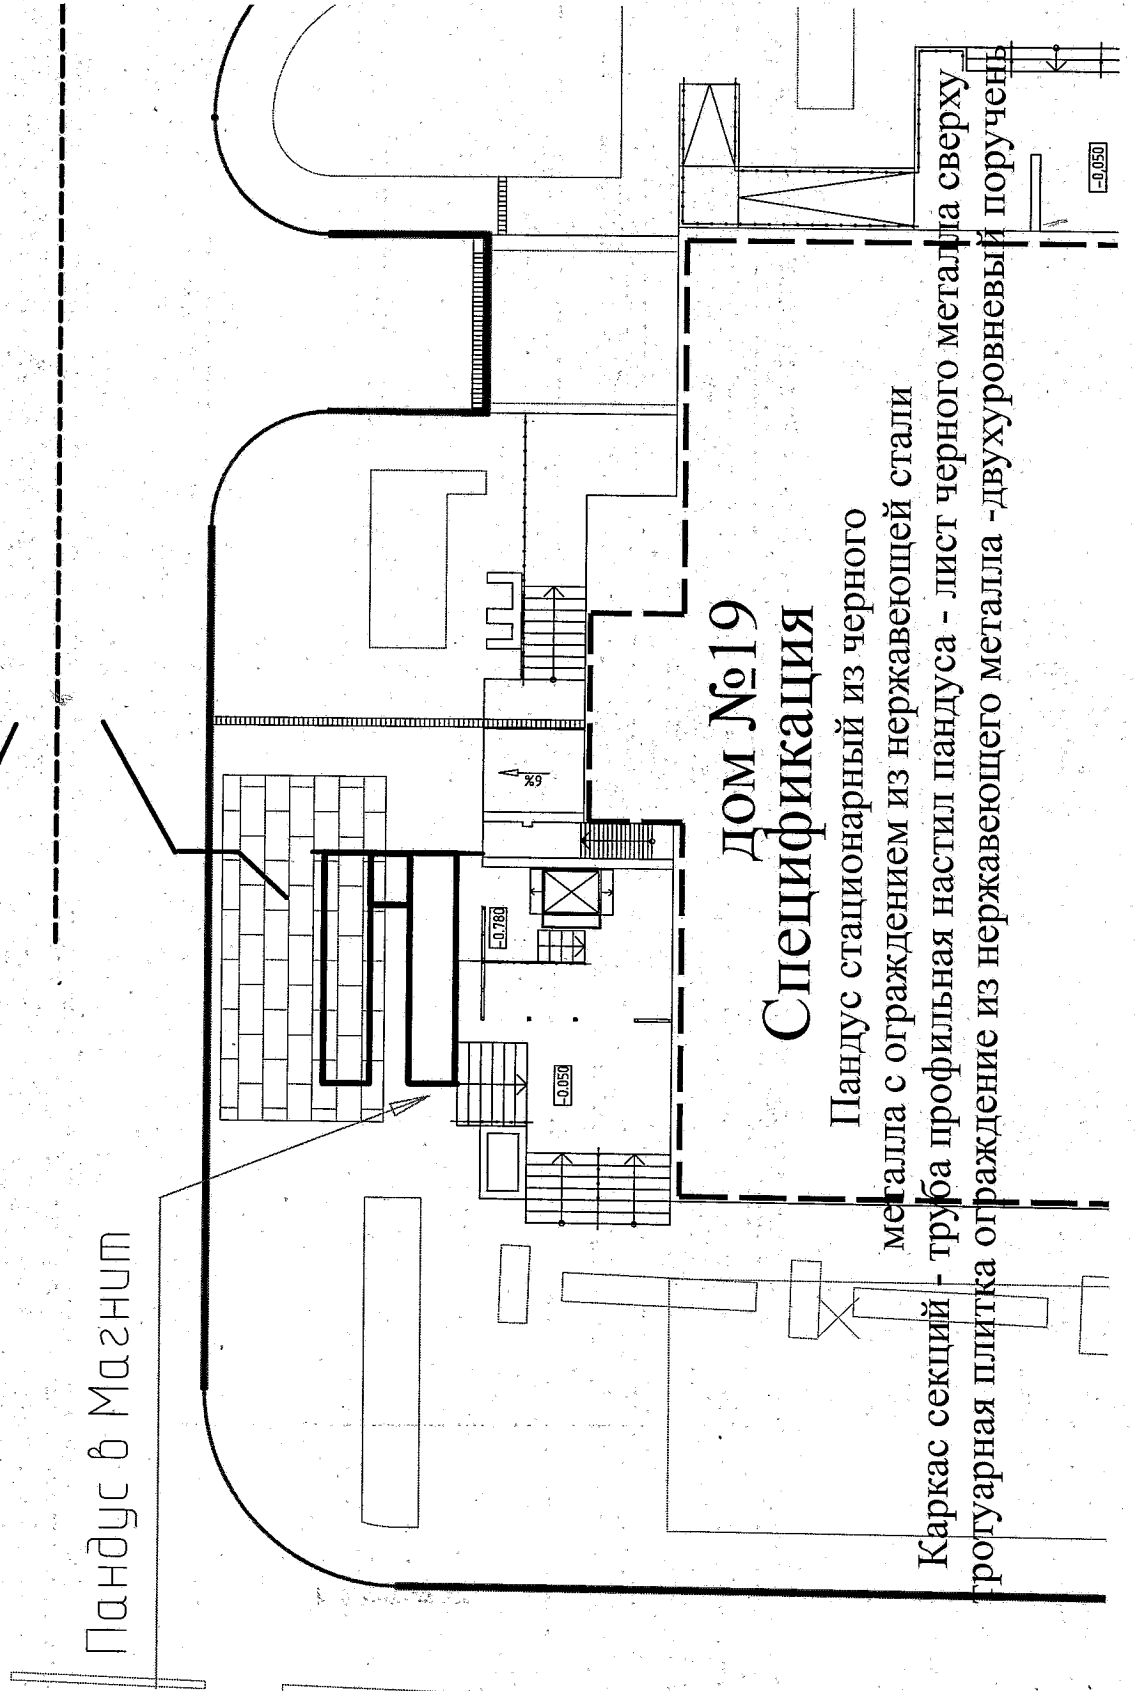 Пандус в Магнит
6%
-0.780
-0.050
-0.050
дом №19
Спецификация
Пандус стационарный из черного
металла с ограждением из нержавеющей стали
Каркас секций - труба профильная настил пандуса - лист черного металла сверху
тротуарная плитка ограждение из нержавеющего металла -двухуровневый поручень